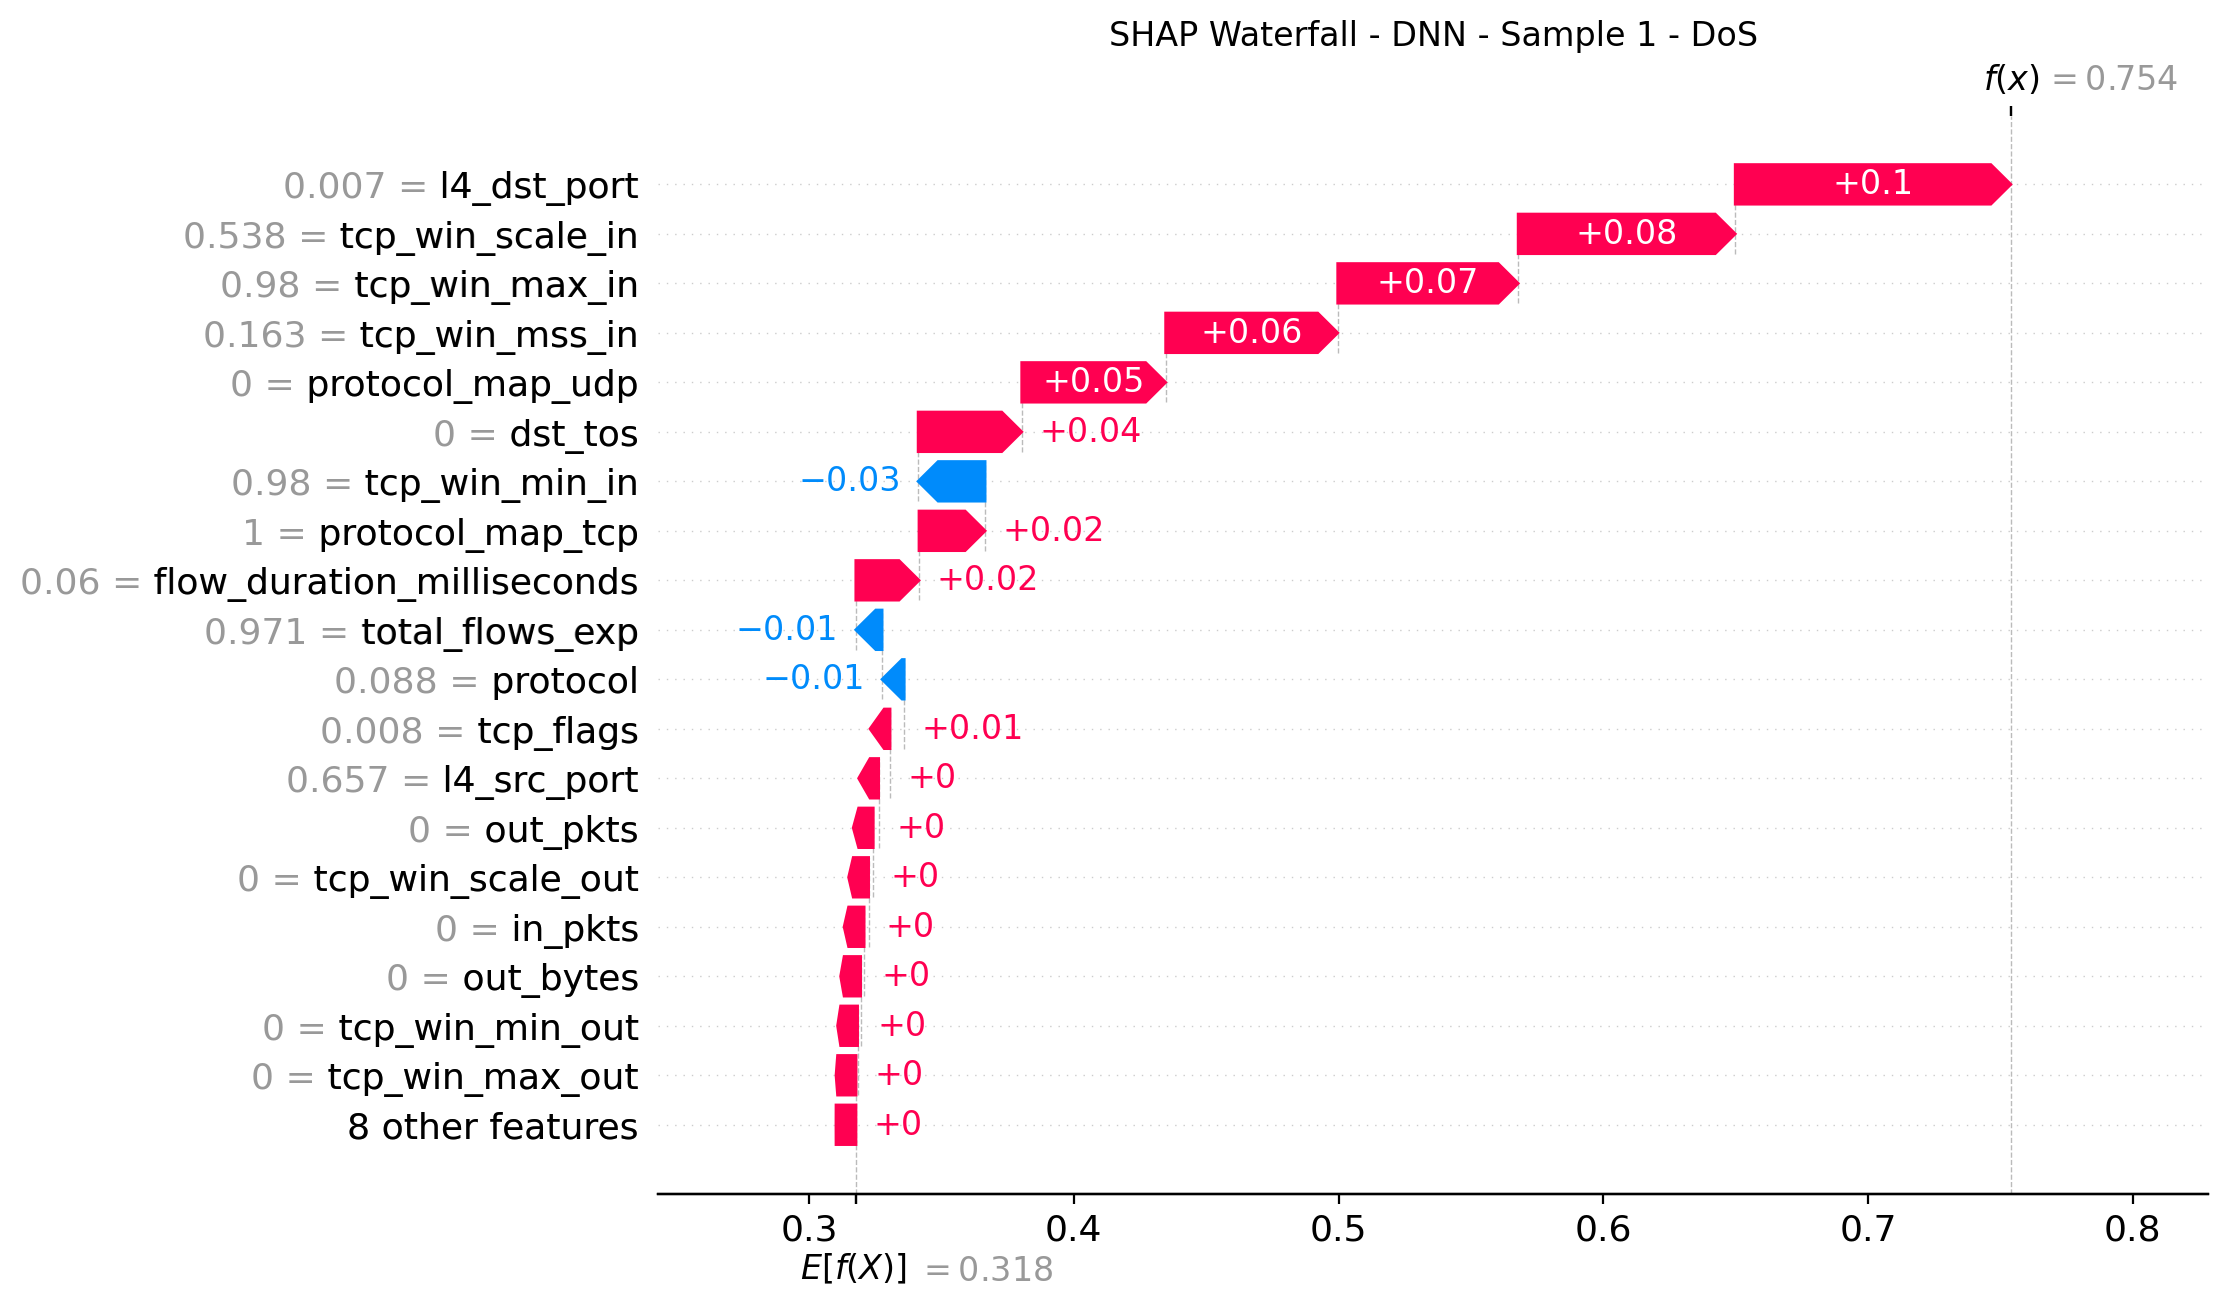 SHAP Waterfall - DNN - Sample 1 - DoS
f(x) = 0.754
0.007 = l4_dst_port +0.1
0.538 = tcp_win_scale_in +0.08
0.98 = tcp_win_max_in +0.07
0.163 = tcp_win_mss_in +0.06
0 = protocol_map_udp +0.05
0 = dst_tos +0.04
0.98 = tcp_win_min_in −0.03
1 = protocol_map_tcp +0.02
0.06 = flow_duration_milliseconds +0.02
0.971 = total_flows_exp −0.01
0.088 = protocol −0.01
0.008 = tcp_flags +0.01
0.657 = l4_src_port +0
0 = out_pkts +0
0 = tcp_win_scale_out +0
0 = in_pkts +0
0 = out_bytes +0
0 = tcp_win_min_out +0
0 = tcp_win_max_out +0
8 other features +0
0.3 0.4 0.5 0.6 0.7 0.8
E[f(X)] = 0.318